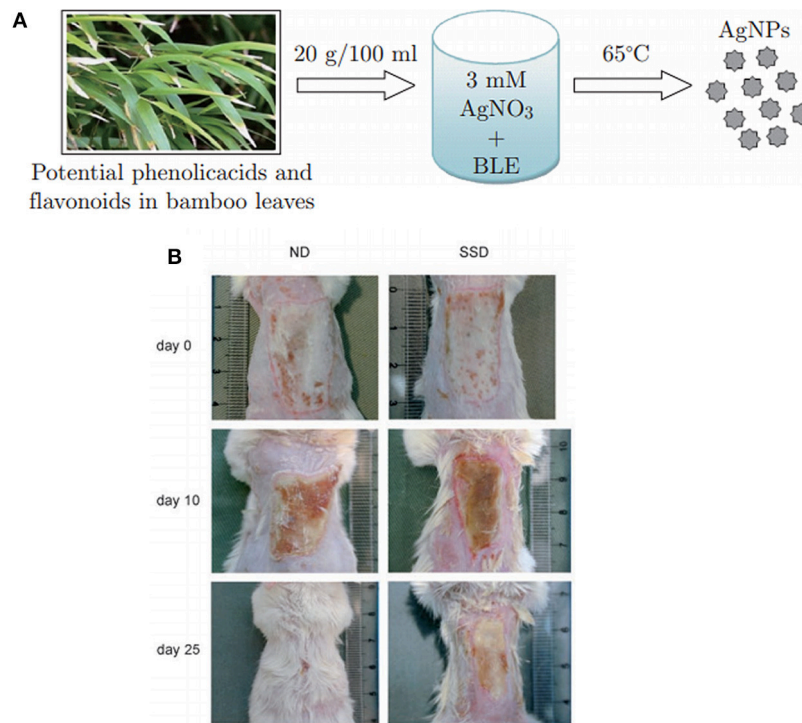 A
20 g/100 ml
65°C
AgNPs
3 mM
AgNO3
+
BLE
Potential phenolicacids and
flavonoids in bamboo leaves
B
ND
SSD
day 0
day 10
day 25